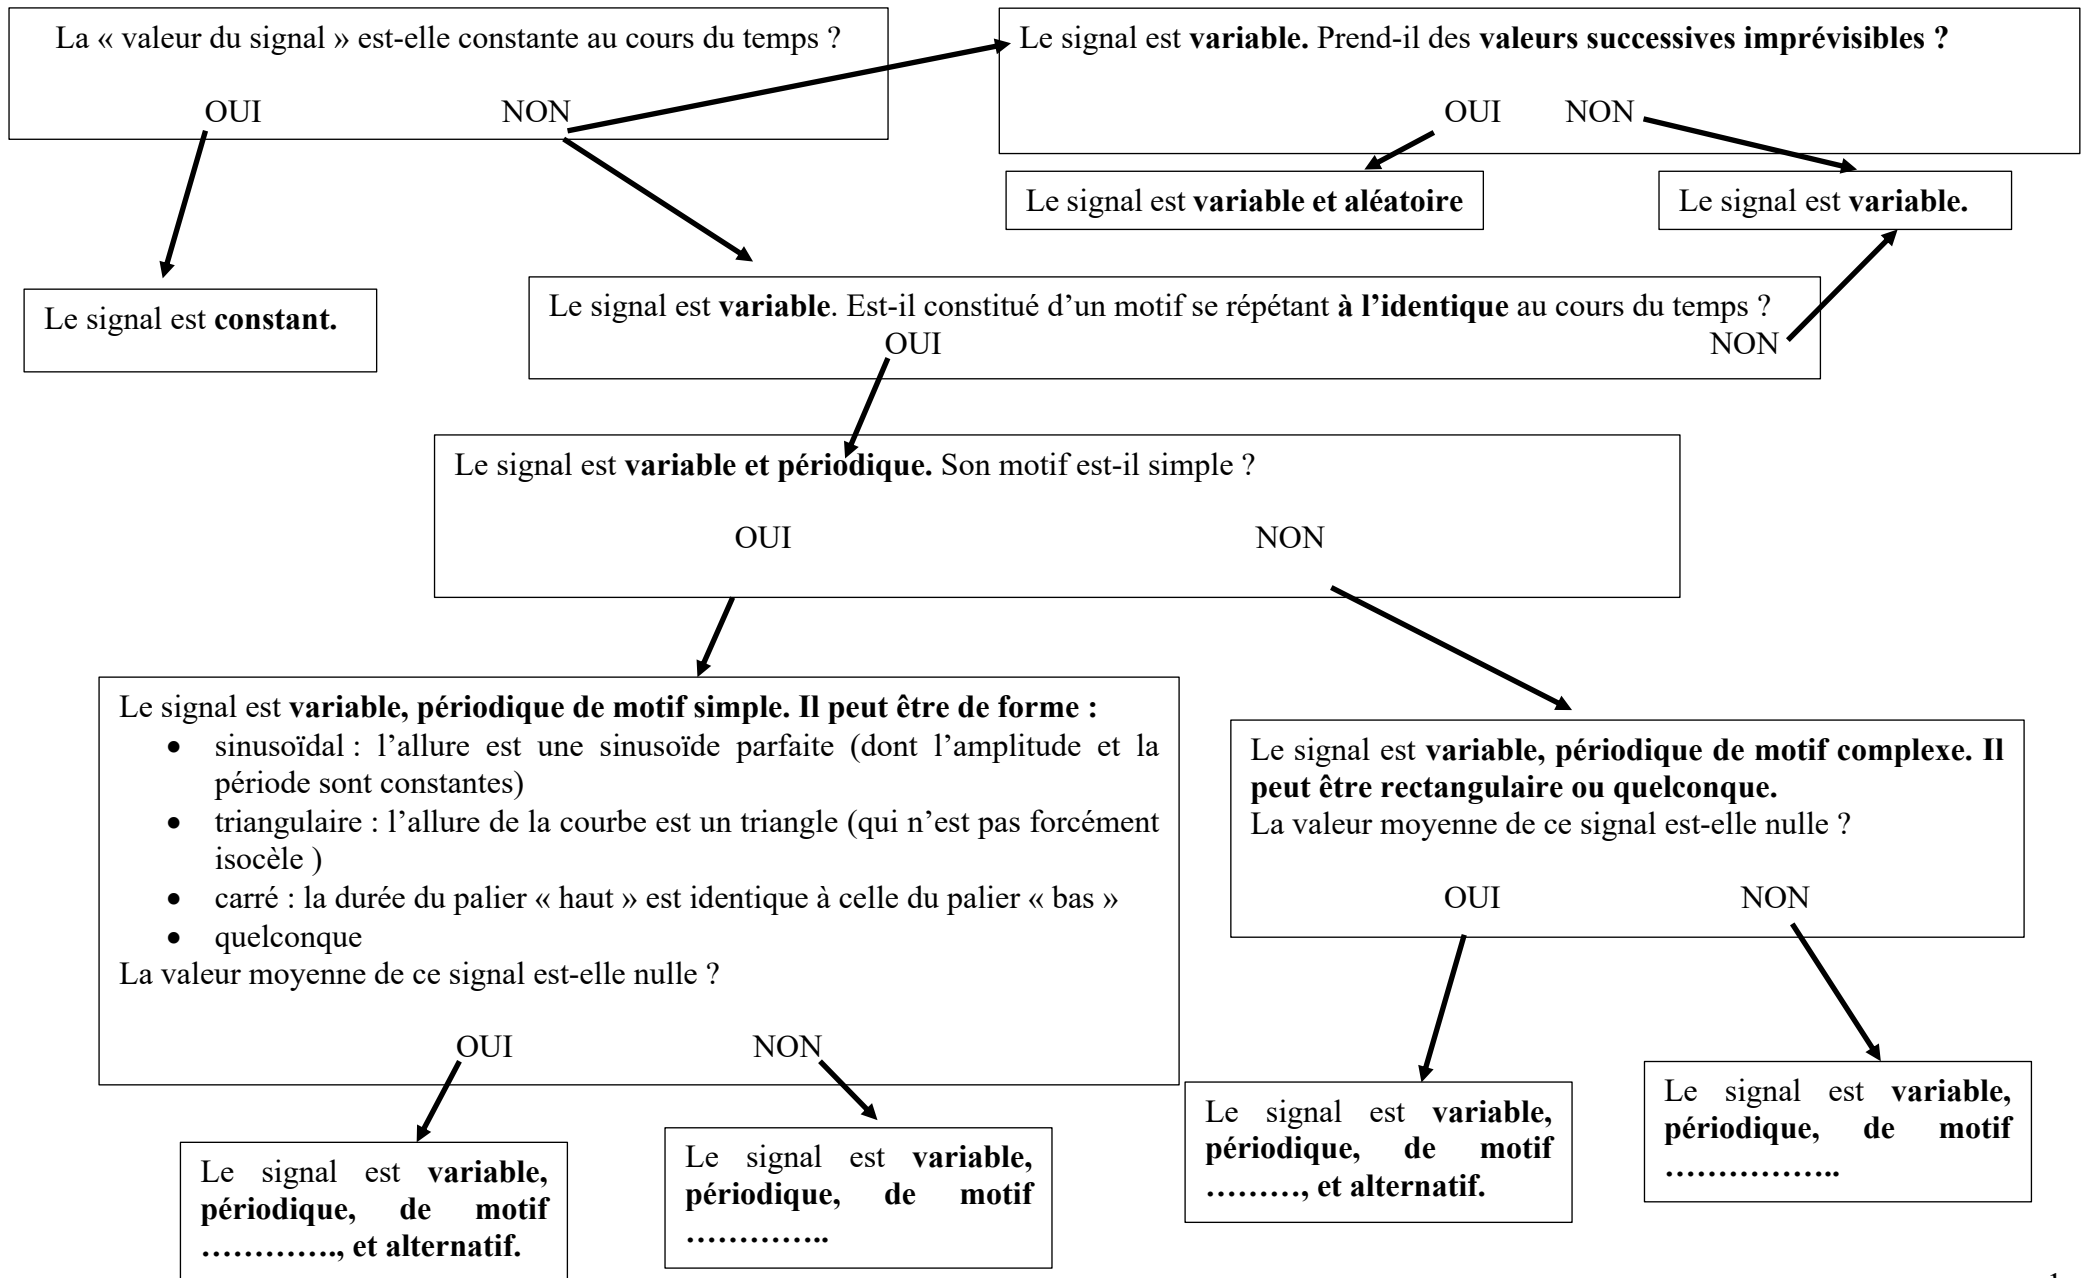 La « valeur du signal » est-elle constante au cours du temps ?
OUI NON
Le signal est variable. Prend-il des valeurs successives imprévisibles ?
OUI NON
Le signal est variable et aléatoire
Le signal est variable.
Le signal est constant.
Le signal est variable. Est-il constitué d’un motif se répétant à l’identique au cours du temps ?
OUI NON
Le signal est variable et périodique. Son motif est-il simple ?
OUI NON
Le signal est variable, périodique de motif simple. Il peut être de forme :
• sinusoïdal : l’allure est une sinusoïde parfaite (dont l’amplitude et la
période sont constantes)
• triangulaire : l’allure de la courbe est un triangle (qui n’est pas forcément
isocèle )
• carré : la durée du palier « haut » est identique à celle du palier « bas »
• quelconque
La valeur moyenne de ce signal est-elle nulle ?
OUI NON
Le signal est variable, périodique de motif complexe. Il
peut être rectangulaire ou quelconque.
La valeur moyenne de ce signal est-elle nulle ?
OUI NON
Le signal est variable,
périodique, de motif
…………., et alternatif.
Le signal est variable,
périodique, de motif
…………..
Le signal est variable,
périodique, de motif
………, et alternatif.
Le signal est variable,
périodique, de motif
……………..